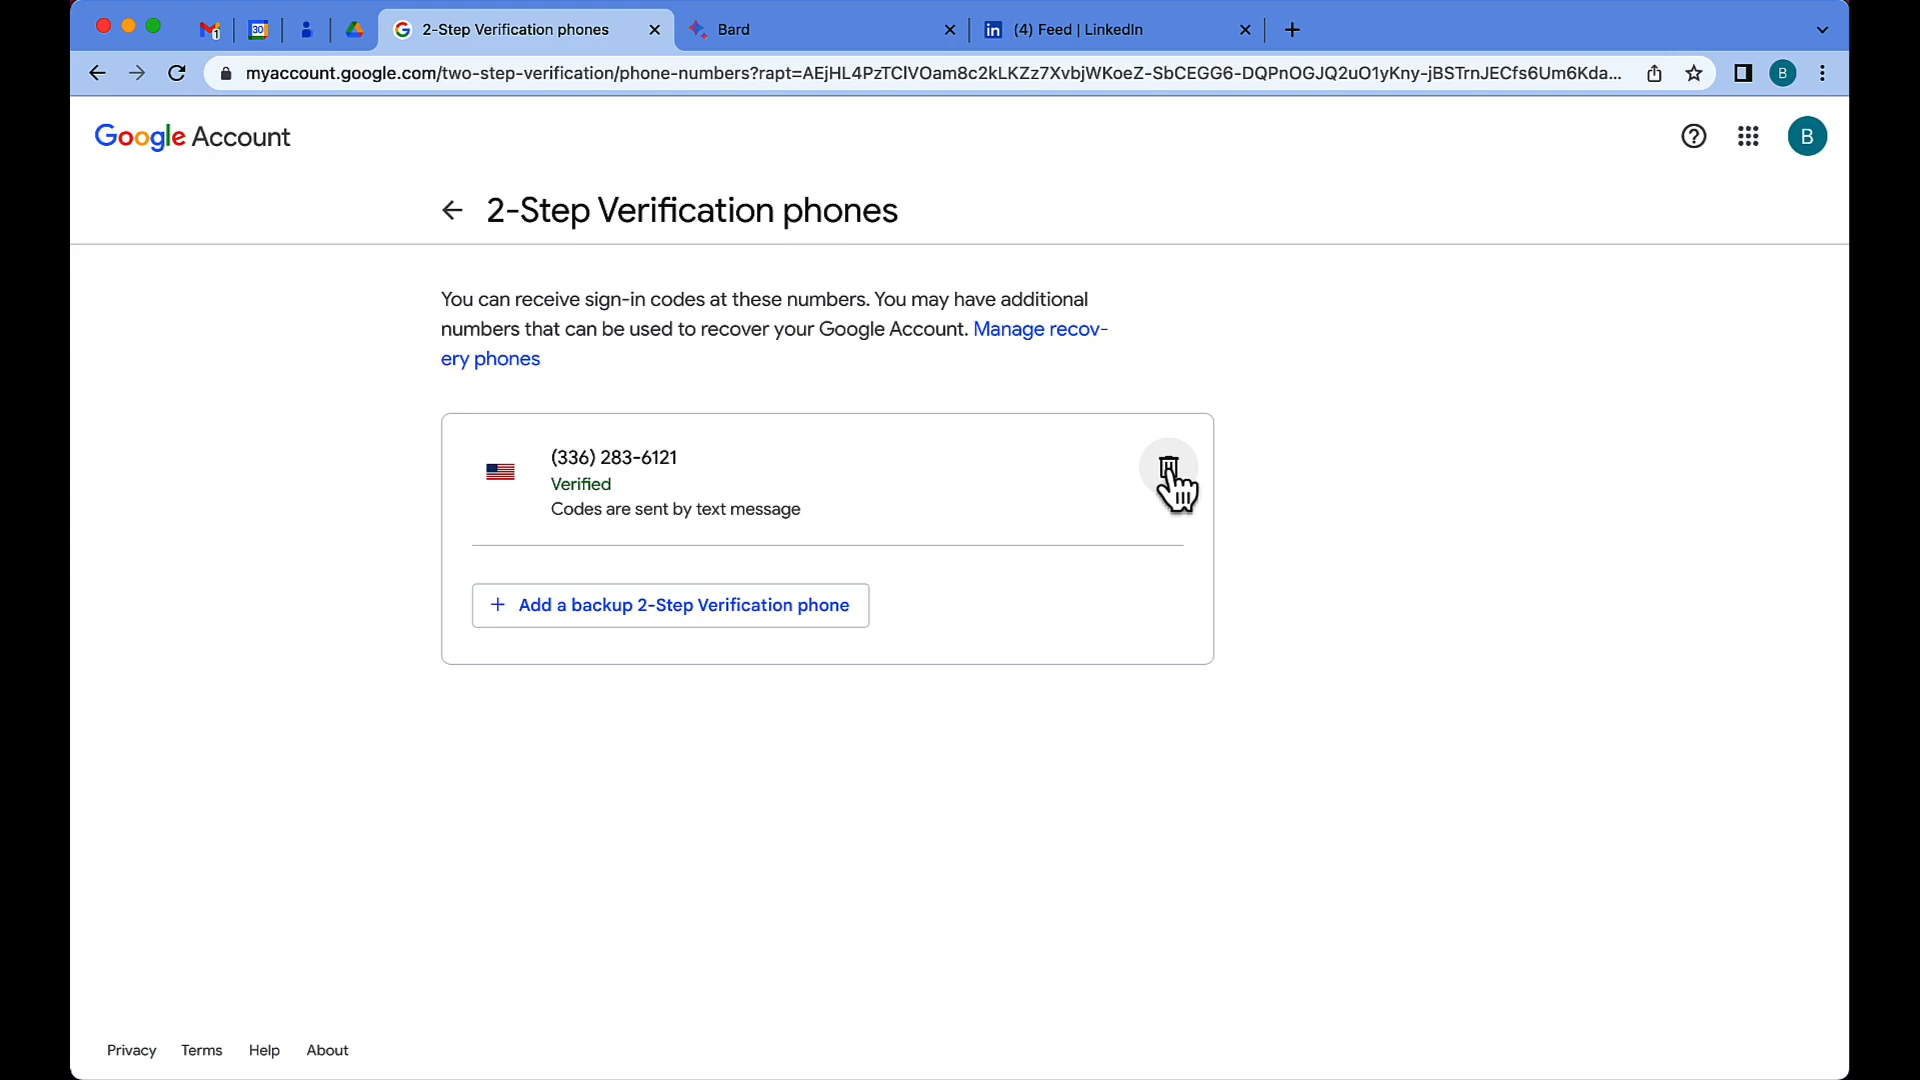 1
30
2-Step Verification phones
Bard
in
(4) Feed | LinkedIn
myaccount.google.com/two-step-verification/phone-numbers?rapt=AEjHL4PzTClVOam8c2kLKZz7XvbjWKoeZ-SbCEGG6-DQPnOGJQ2uO1yKny-jBSTrnJECfs6Um6Kda...
B
Google Account
B
2-Step Verification phones
You can receive sign-in codes at these numbers. You may have additional
numbers that can be used to recover your Google Account. Manage recov-
ery phones
(336) 283-6121
Verified
Codes are sent by text message
+ Add a backup 2-Step Verification phone
Privacy Terms Help About